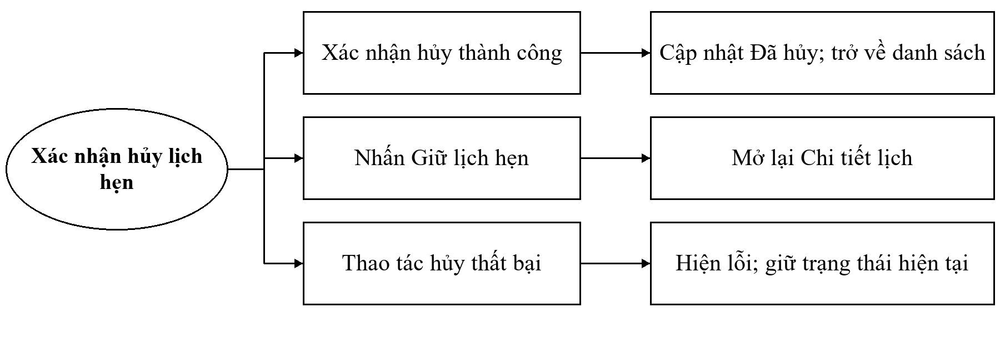 Xác nhận hủy lịch
hẹn
Xác nhận hủy thành công
Cập nhật Đã hủy; trở về danh sách
Nhấn Giữ lịch hẹn
Mở lại Chi tiết lịch
Thao tác hủy thất bại
Hiện lỗi; giữ trạng thái hiện tại